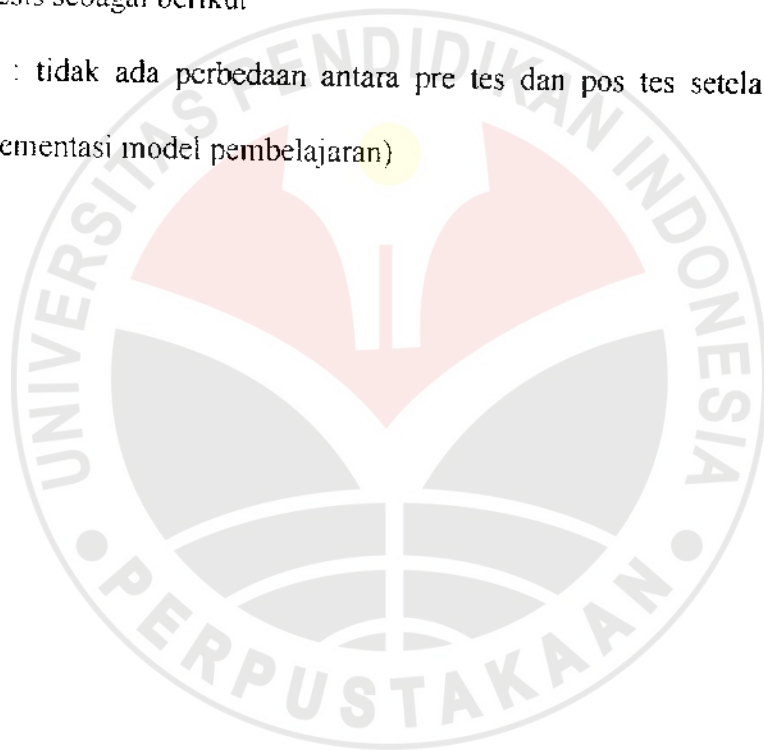 sis sebagai berikut
: tidak ada perbedaan antara pre tes dan pos tes setela
ementasi model pembelajaran)
UNIVERSITAS PENDIDIKAN INDONESIA
PERPUSTAKAAN